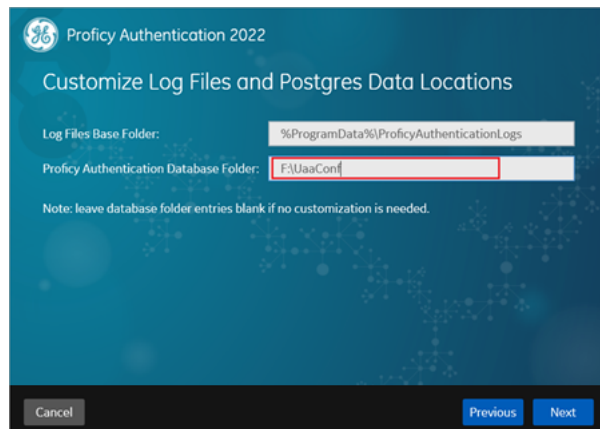 Proficy Authentication 2022
Customize Log Files and Postgres Data Locations
Log Files Base Folder: %ProgramData%\ProficyAuthenticationLogs
Proficy Authentication Database Folder: F:\UaaConf
Note: leave database folder entries blank if no customization is needed.
Cancel Previous Next